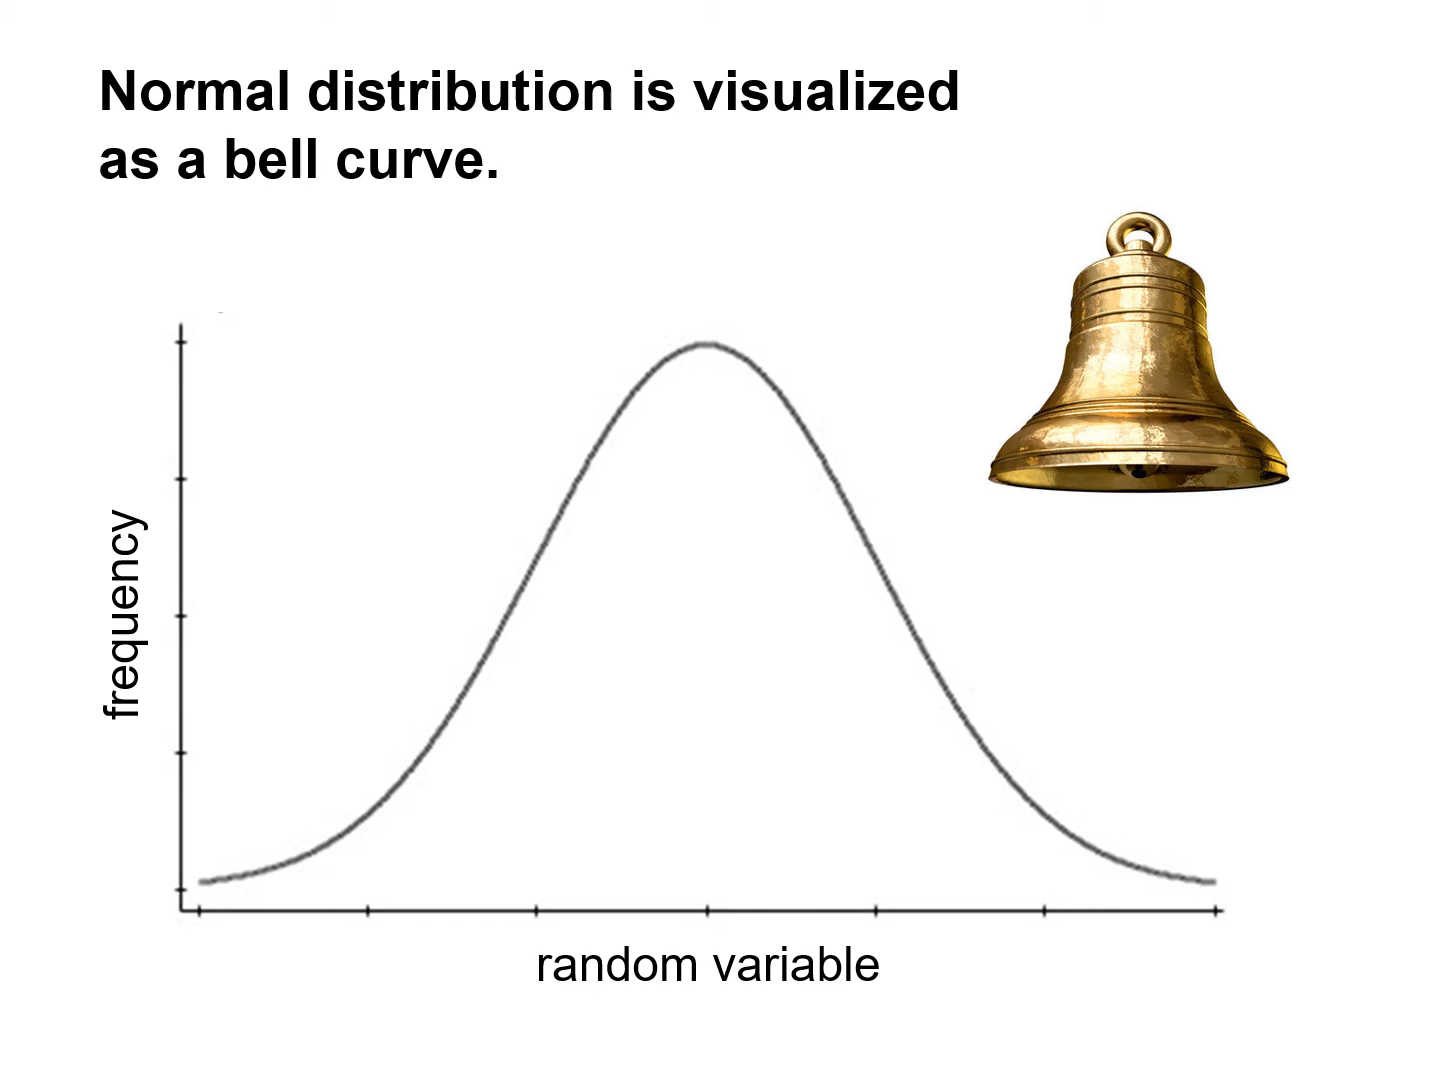 Normal distribution is visualized
as a bell curve.
frequency
random variable